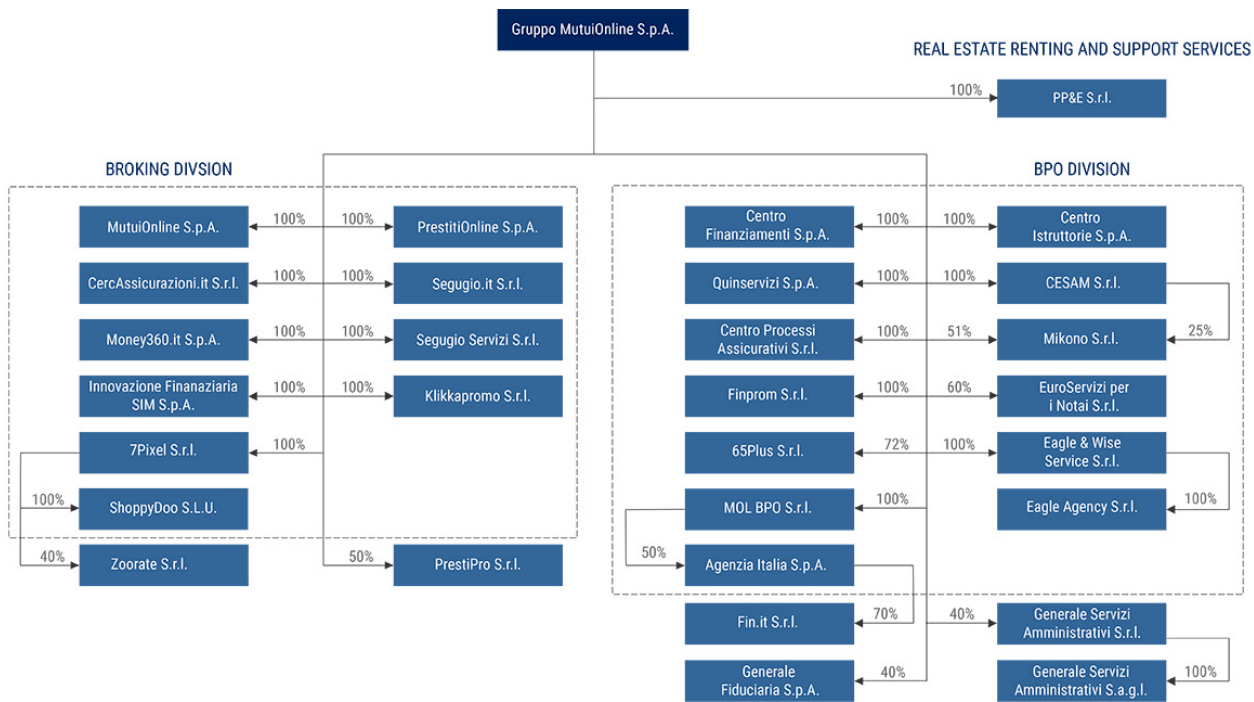 Gruppo MutuiOnline S.p.A.
REAL ESTATE RENTING AND SUPPORT SERVICES
100%
PP&E S.r.l.
BROKING DIVSION
MutuiOnline S.p.A.
100%
100%
PrestitiOnline S.p.A.
CercAssicurazioni.it S.r.l.
100%
100%
Segugio.it S.r.l.
Money360.it S.p.A.
100%
100%
Segugio Servizi S.r.l.
Innovazione Finanaziaria
SIM S.p.A.
100%
100%
Klikkapromo S.r.l.
7Pixel S.r.l.
100%
100%
ShoppyDoo S.L.U.
40%
Zoorate S.r.l.
50%
PrestiPro S.r.l.
BPO DIVISION
Centro
Finanziamenti S.p.A.
100%
100%
Centro
Istruttorie S.p.A.
Quinservizi S.p.A.
100%
100%
CESAM S.r.l.
Centro Processi
Assicurativi S.r.l.
100%
51%
Mikono S.r.l.
25%
Finprom S.r.l.
100%
60%
EuroServizi per
i Notai S.r.l.
65Plus S.r.l.
72%
100%
Eagle & Wise
Service S.r.l.
MOL BPO S.r.l.
100%
Eagle Agency S.r.l.
100%
50%
Agenzia Italia S.p.A.
Fin.it S.r.l.
70%
40%
Generale Servizi
Amministrativi S.r.l.
Generale
Fiduciaria S.p.A.
40%
Generale Servizi
Amministrativi S.a.g.l.
100%